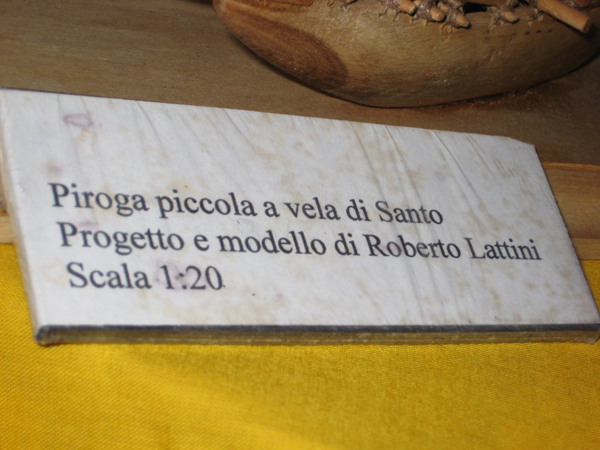 Piroga piccola a vela di Santo
Progetto e modello di Roberto Lattini
Scala 1:20